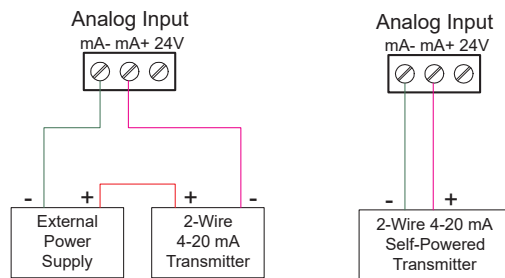 Analog Input
mA- mA+ 24V
- + + -
External
Power
Supply
2-Wire
4-20 mA
Transmitter
Analog Input
mA- mA+ 24V
- +
2-Wire 4-20 mA
Self-Powered
Transmitter